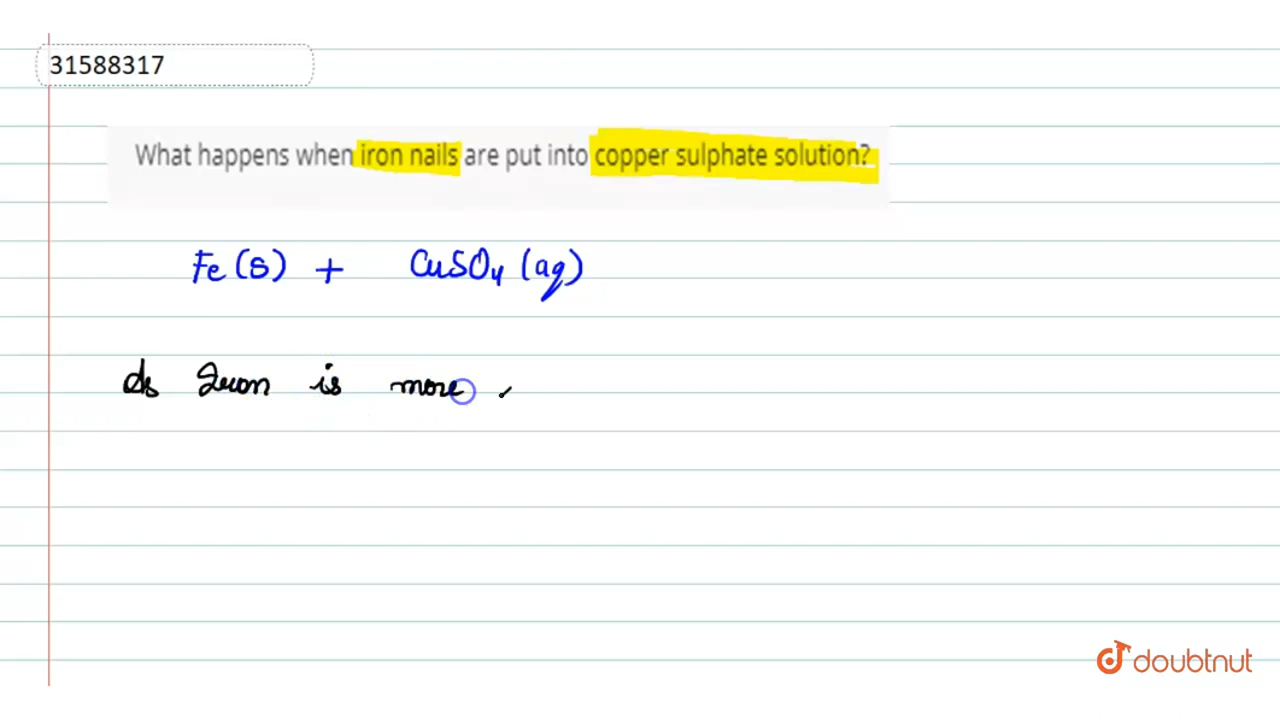 31588317
What happens when iron nails are put into copper sulphate solution?
Fe (s) + CuSO4 (aq)
As Iron is more
doubtnut